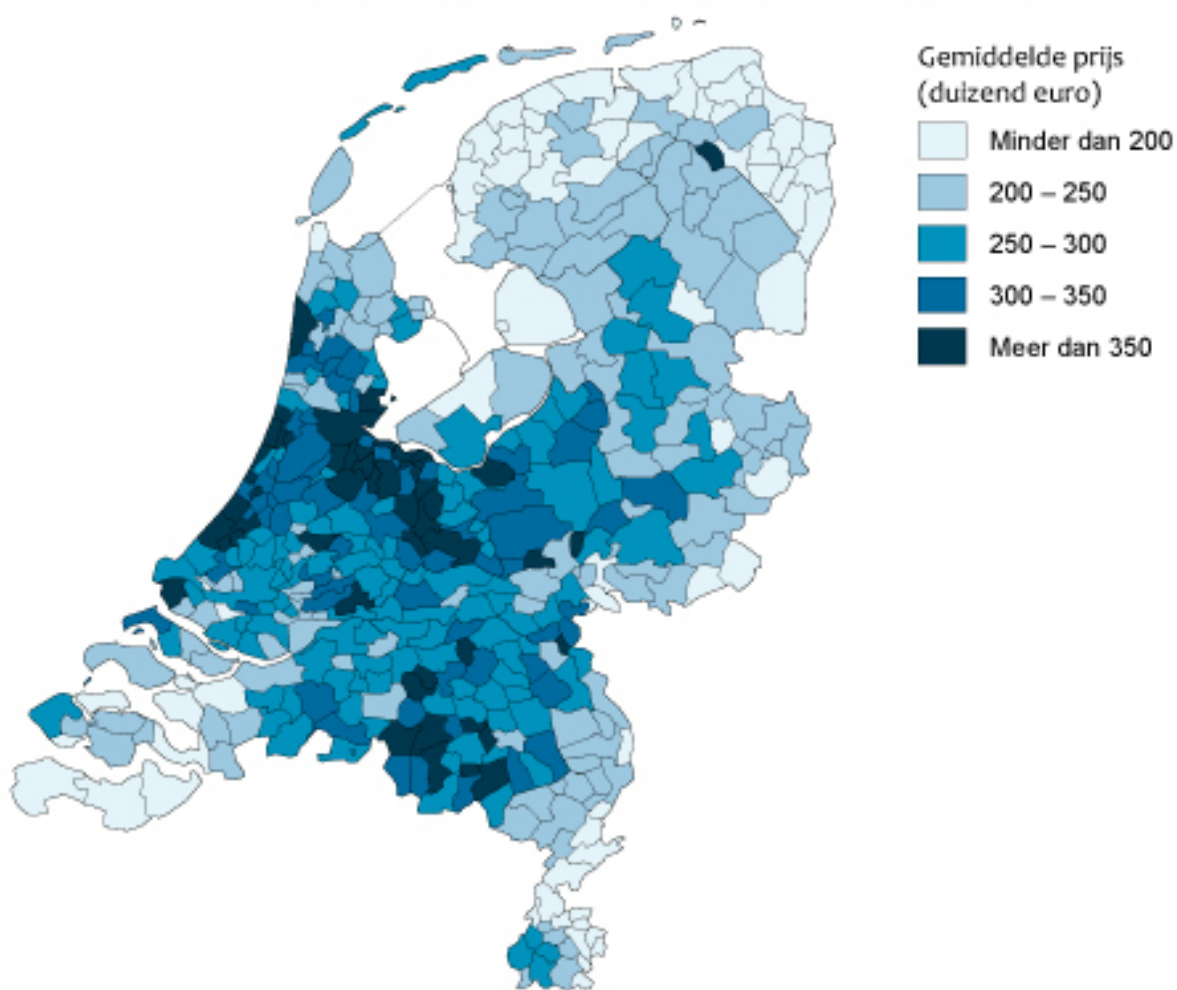 Gemiddelde prijs
(duizend euro)
Minder dan 200
200 – 250
250 – 300
300 – 350
Meer dan 350